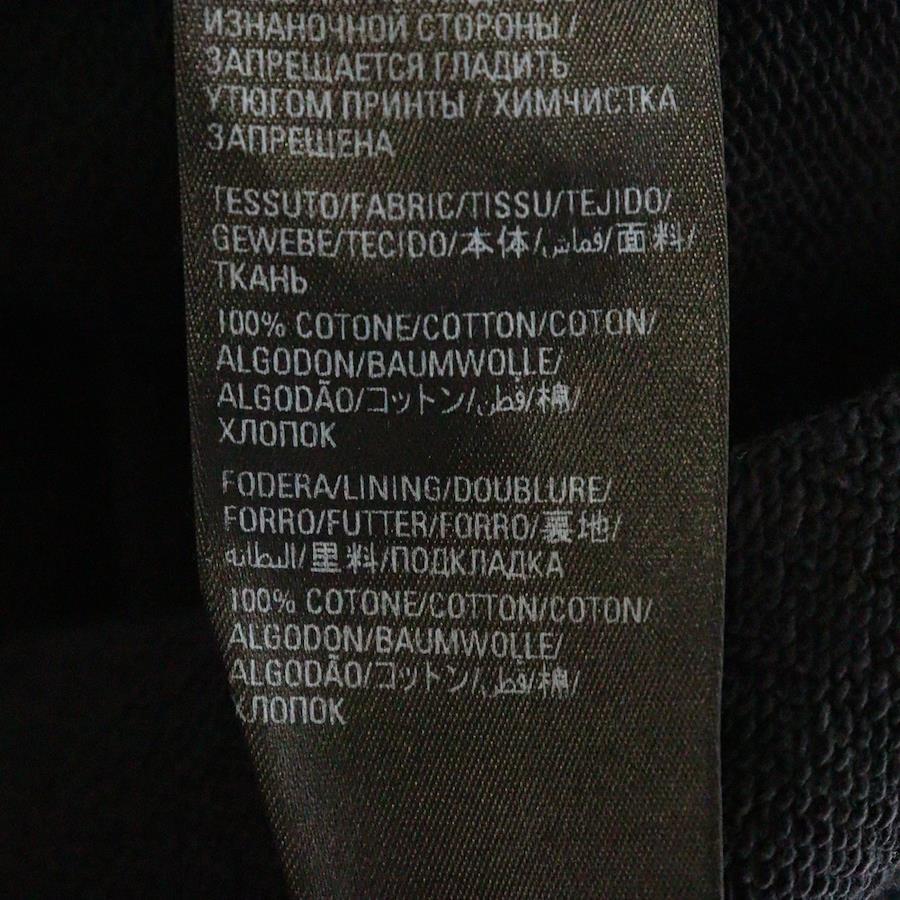 ИЗНАНОЧНОЙ СТОРОНЫ /
ЗАПРЕЩАЕТСЯ ГЛАДИТЬ
УТЮГОМ ПРИНТЫ / ХИМЧИСТКА
ЗАПРЕЩЕНА
TESSUTO/FABRIC/TISSU/TEJIDO/
GEWEBE/TECIDO/本体/قماش/面料/
ТКАНЬ
100% COTONE/COTTON/COTON/
ALGODON/BAUMWOLLE/
ALGODÃO/コットン/قطن/棉/
ХЛОПОК
FODERA/LINING/DOUBLURE/
FORRO/FUTTER/FORRO/裏地/
البطانه/里料/ПОДКЛАДКА
100% COTONE/COTTON/COTON/
ALGODON/BAUMWOLLE/
ALGODÃO/コットン/قطن/棉/
ХЛОПОК